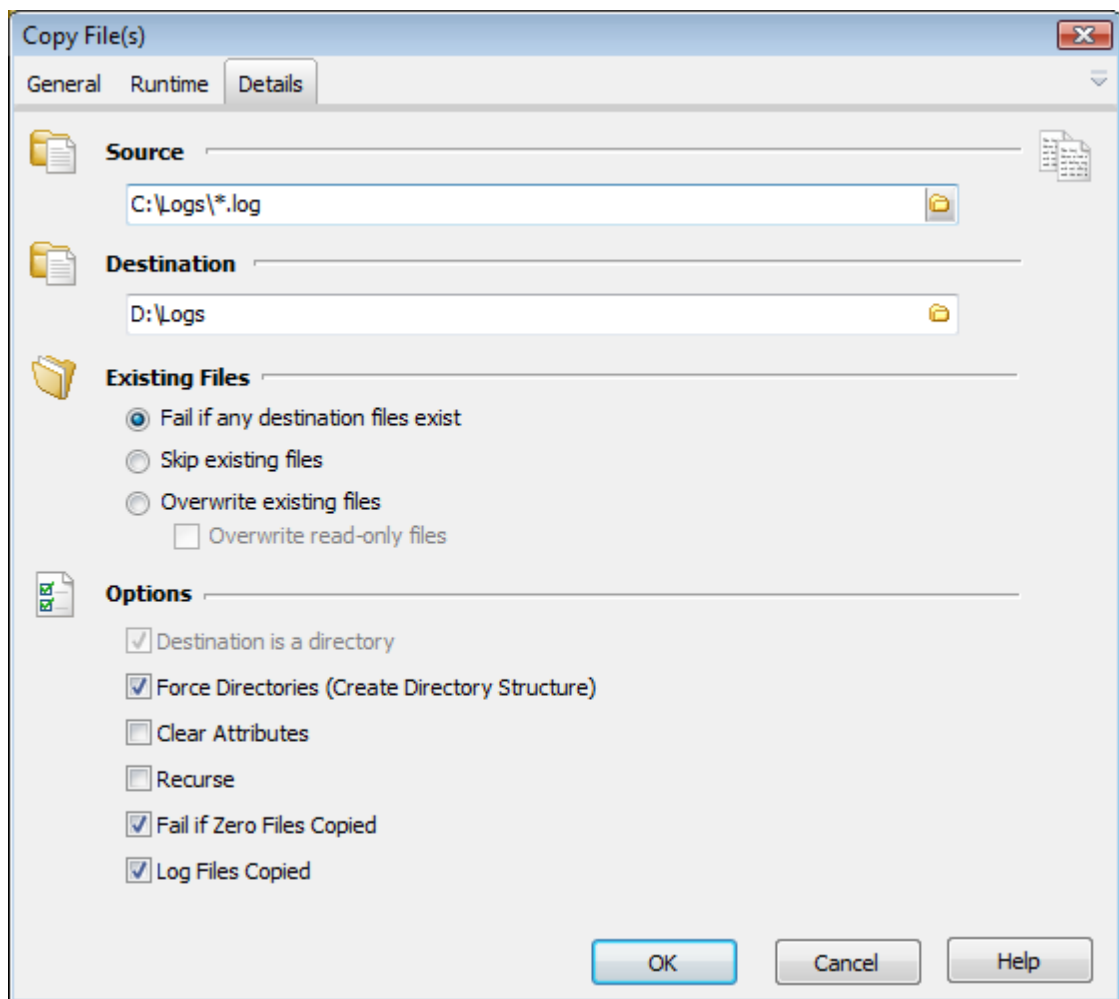 Copy File(s)
General Runtime Details
Source
C:\Logs\*.log
Destination
D:\Logs
Existing Files
Fail if any destination files exist
Skip existing files
Overwrite existing files
Overwrite read-only files
Options
Destination is a directory
Force Directories (Create Directory Structure)
Clear Attributes
Recurse
Fail if Zero Files Copied
Log Files Copied
OK Cancel Help